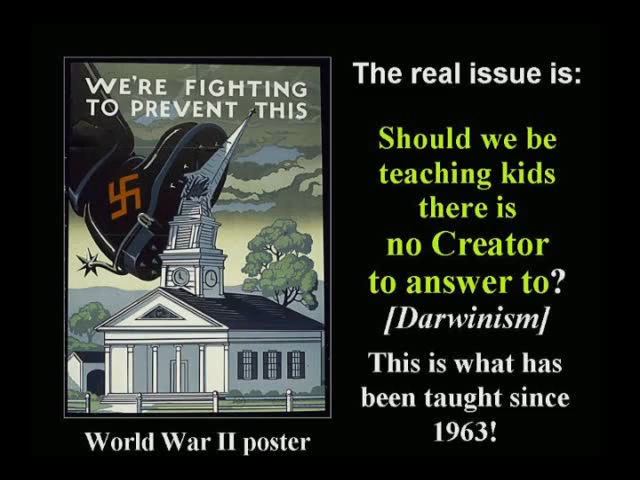 WE'RE FIGHTING
TO PREVENT THIS
World War II poster
The real issue is:
Should we be
teaching kids
there is
no Creator
to answer to?
[Darwinism]
This is what has
been taught since
1963!